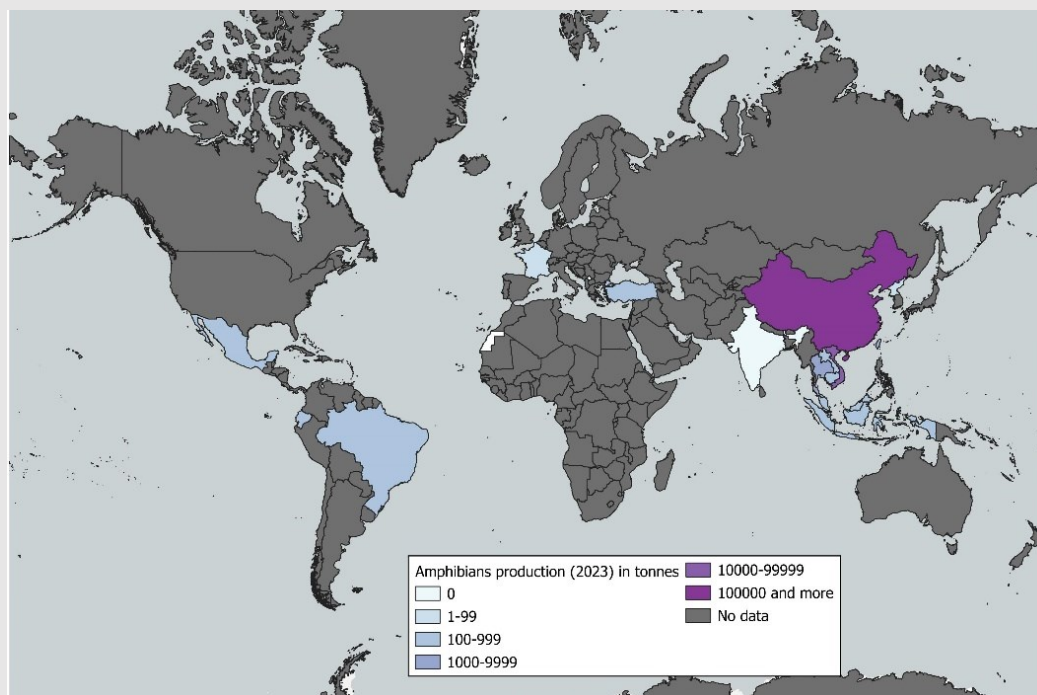 Amphibians production (2023) in tonnes
0
1-99
100-999
1000-9999
10000-99999
100000 and more
No data